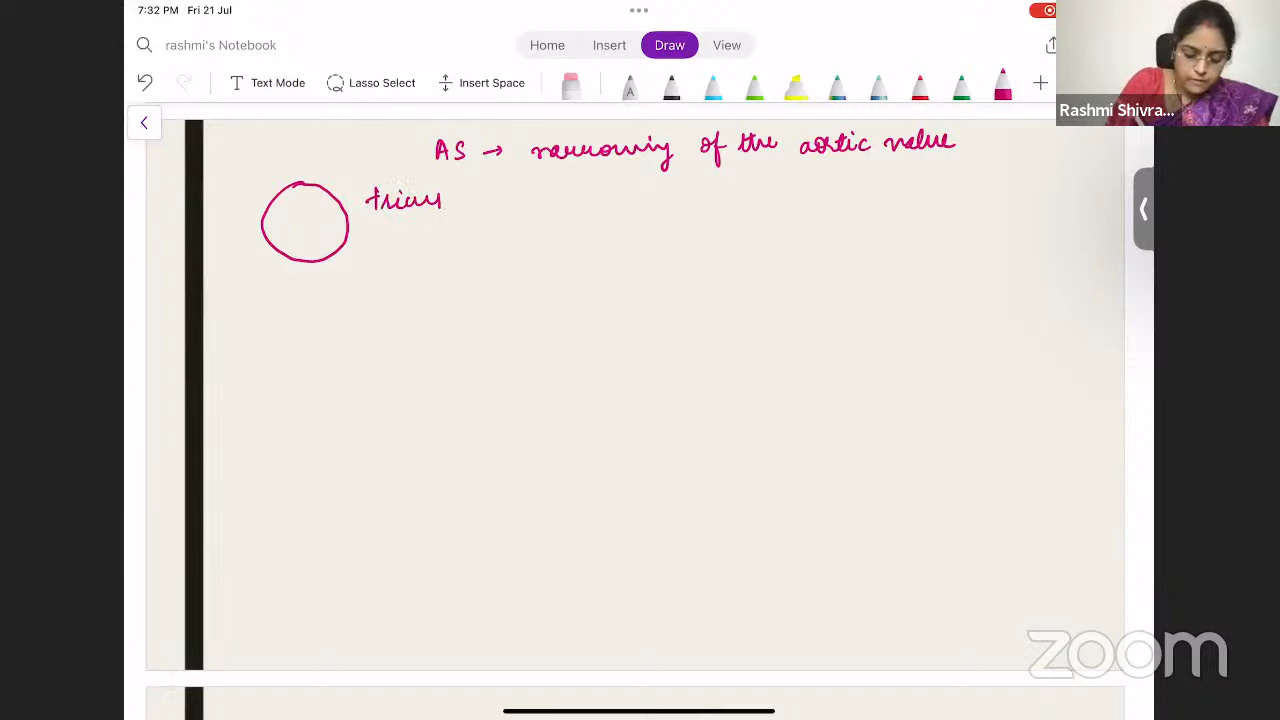 7:32 PM Fri 21 Jul
rashmi's Notebook
Home Insert Draw View
Text Mode Lasso Select Insert Space A
Rashmi Shivra...
AS → narrowing of the aortic valve
tricus
zoom